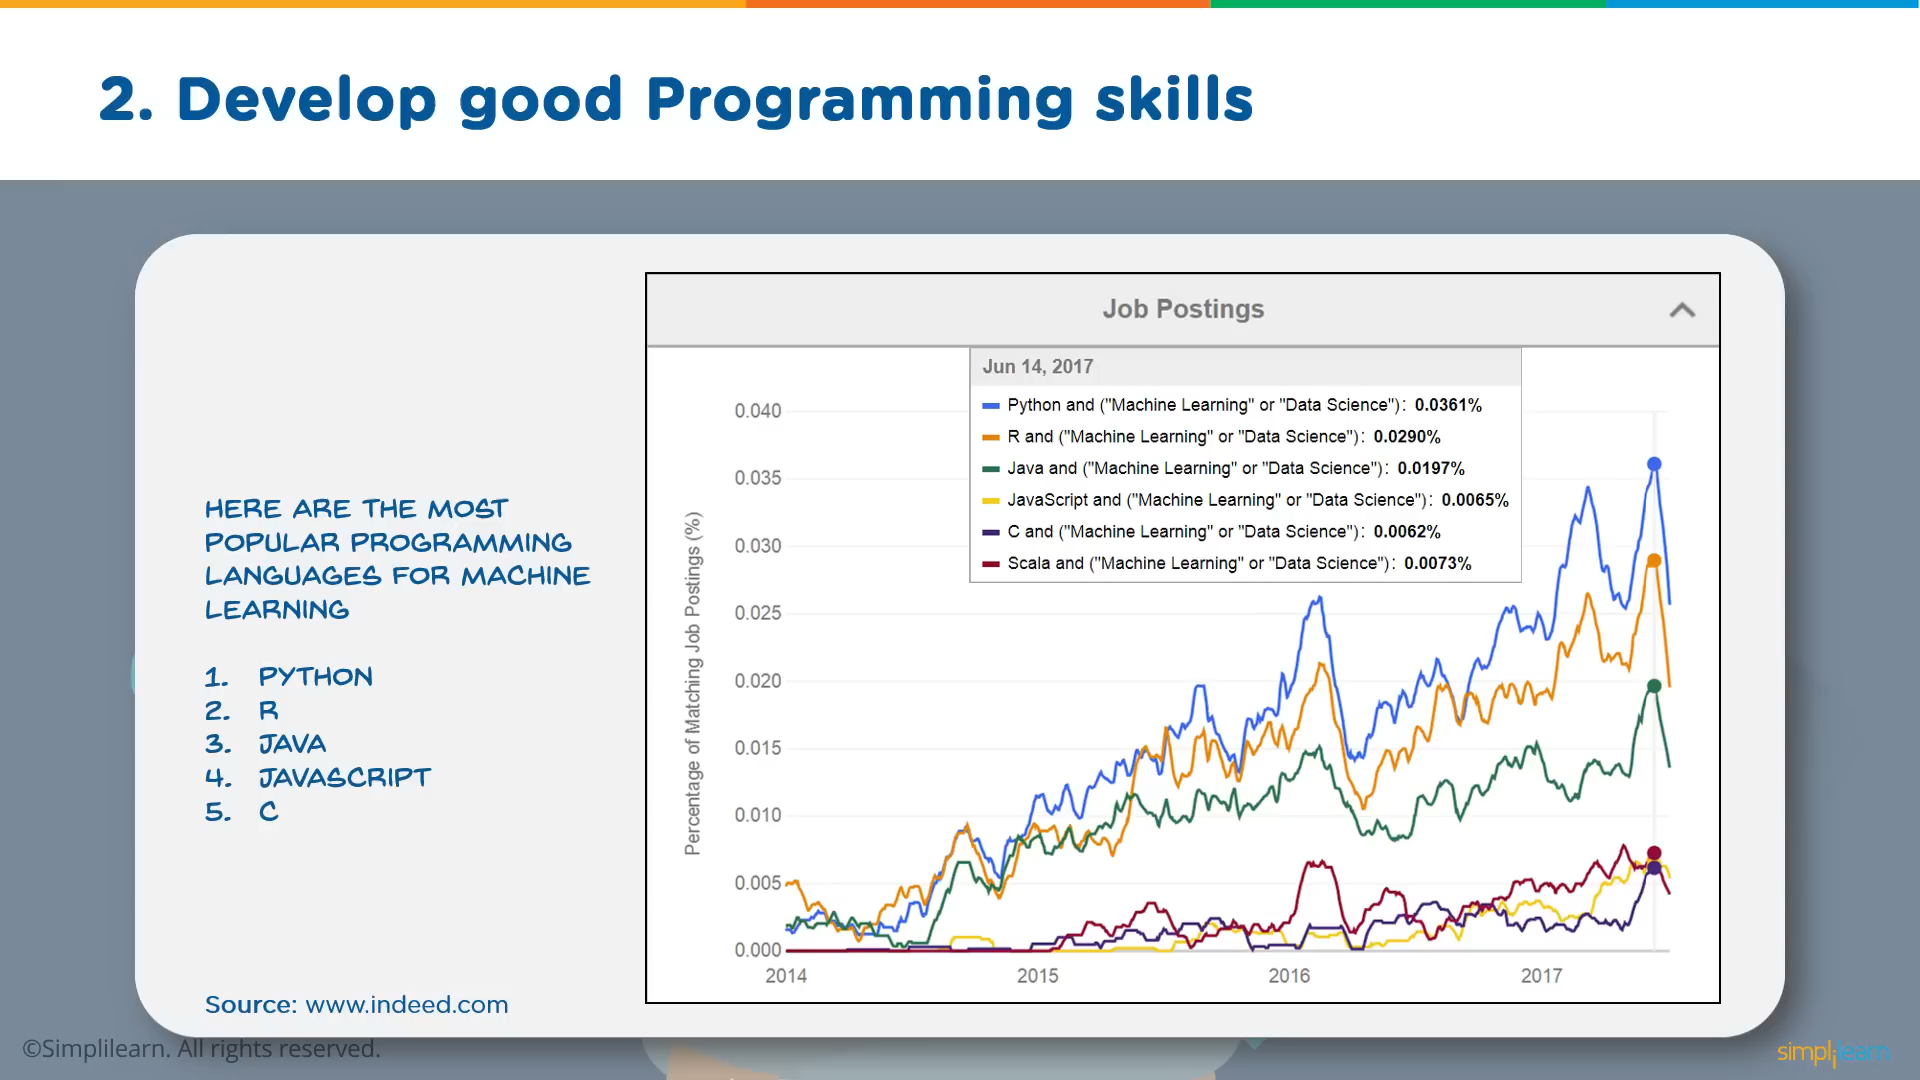 2. Develop good Programming skills
HERE ARE THE MOST
POPULAR PROGRAMMING
LANGUAGES FOR MACHINE
LEARNING
1. PYTHON
2. R
3. JAVA
4. JAVASCRIPT
5. C
Source: www.indeed.com
Job Postings
Jun 14, 2017
Python and ("Machine Learning" or "Data Science"): 0.0361%
R and ("Machine Learning" or "Data Science"): 0.0290%
Java and ("Machine Learning" or "Data Science"): 0.0197%
JavaScript and ("Machine Learning" or "Data Science"): 0.0065%
C and ("Machine Learning" or "Data Science"): 0.0062%
Scala and ("Machine Learning" or "Data Science"): 0.0073%
Percentage of Matching Job Postings (%)
0.040
0.035
0.030
0.025
0.020
0.015
0.010
0.005
0.000
2014 2015 2016 2017
©Simplilearn. All rights reserved.
simplilearn